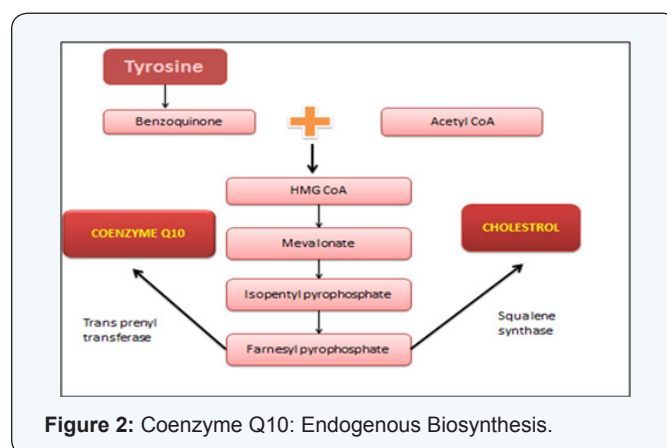 Tyrosine
Benzoquinone
Acetyl CoA
HMG CoA
COENZYME Q10
CHOLESTROL
Mevalonate
Isopentyl pyrophosphate
Trans prenyl
transferase
Squalene
synthase
Farnesyl pyrophosphate
Figure 2: Coenzyme Q10: Endogenous Biosynthesis.